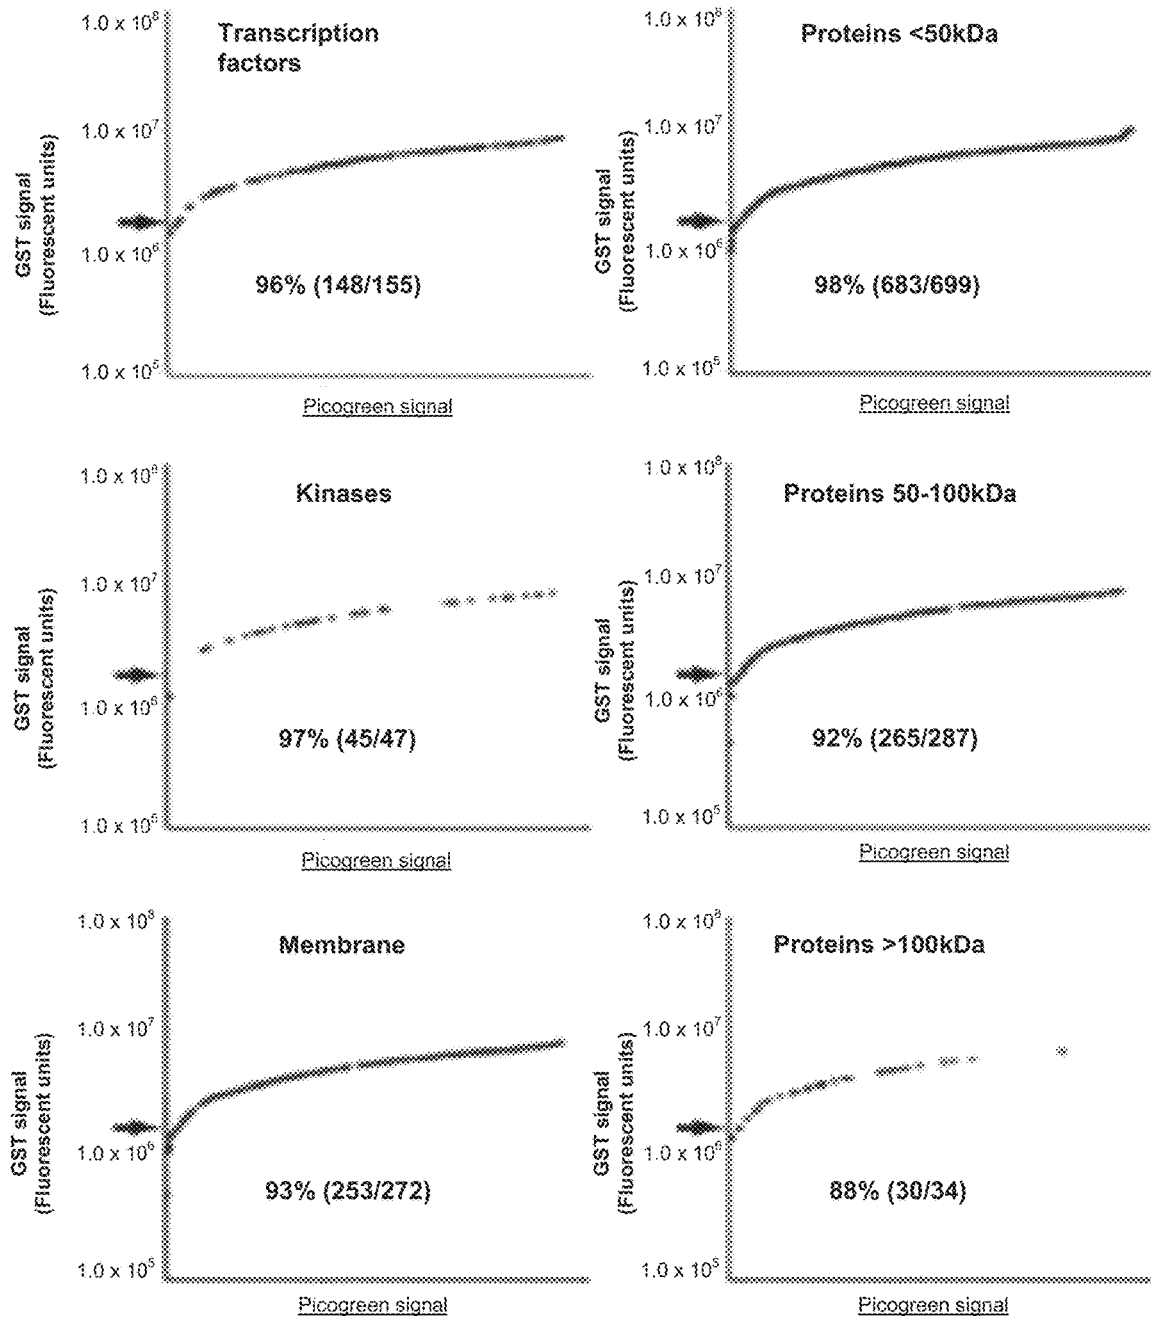 Transcription
factors
1.0 x 10⁸
1.0 x 10⁷
1.0 x 10⁶
1.0 x 10⁵
GST signal
(Fluorescent units)
96% (148/155)
Picogreen signal
Proteins <50kDa
1.0 x 10⁸
1.0 x 10⁷
1.0 x 10⁶
1.0 x 10⁵
GST signal
(Fluorescent units)
98% (683/699)
Picogreen signal
Kinases
1.0 x 10⁸
1.0 x 10⁷
1.0 x 10⁶
1.0 x 10⁵
GST signal
(Fluorescent units)
97% (45/47)
Picogreen signal
Proteins 50-100kDa
1.0 x 10⁸
1.0 x 10⁷
1.0 x 10⁶
1.0 x 10⁵
GST signal
(Fluorescent units)
92% (265/287)
Picogreen signal
Membrane
1.0 x 10⁸
1.0 x 10⁷
1.0 x 10⁶
1.0 x 10⁵
GST signal
(Fluorescent units)
93% (253/272)
Picogreen signal
Proteins >100kDa
1.0 x 10⁸
1.0 x 10⁷
1.0 x 10⁶
1.0 x 10⁵
GST signal
(Fluorescent units)
88% (30/34)
Picogreen signal